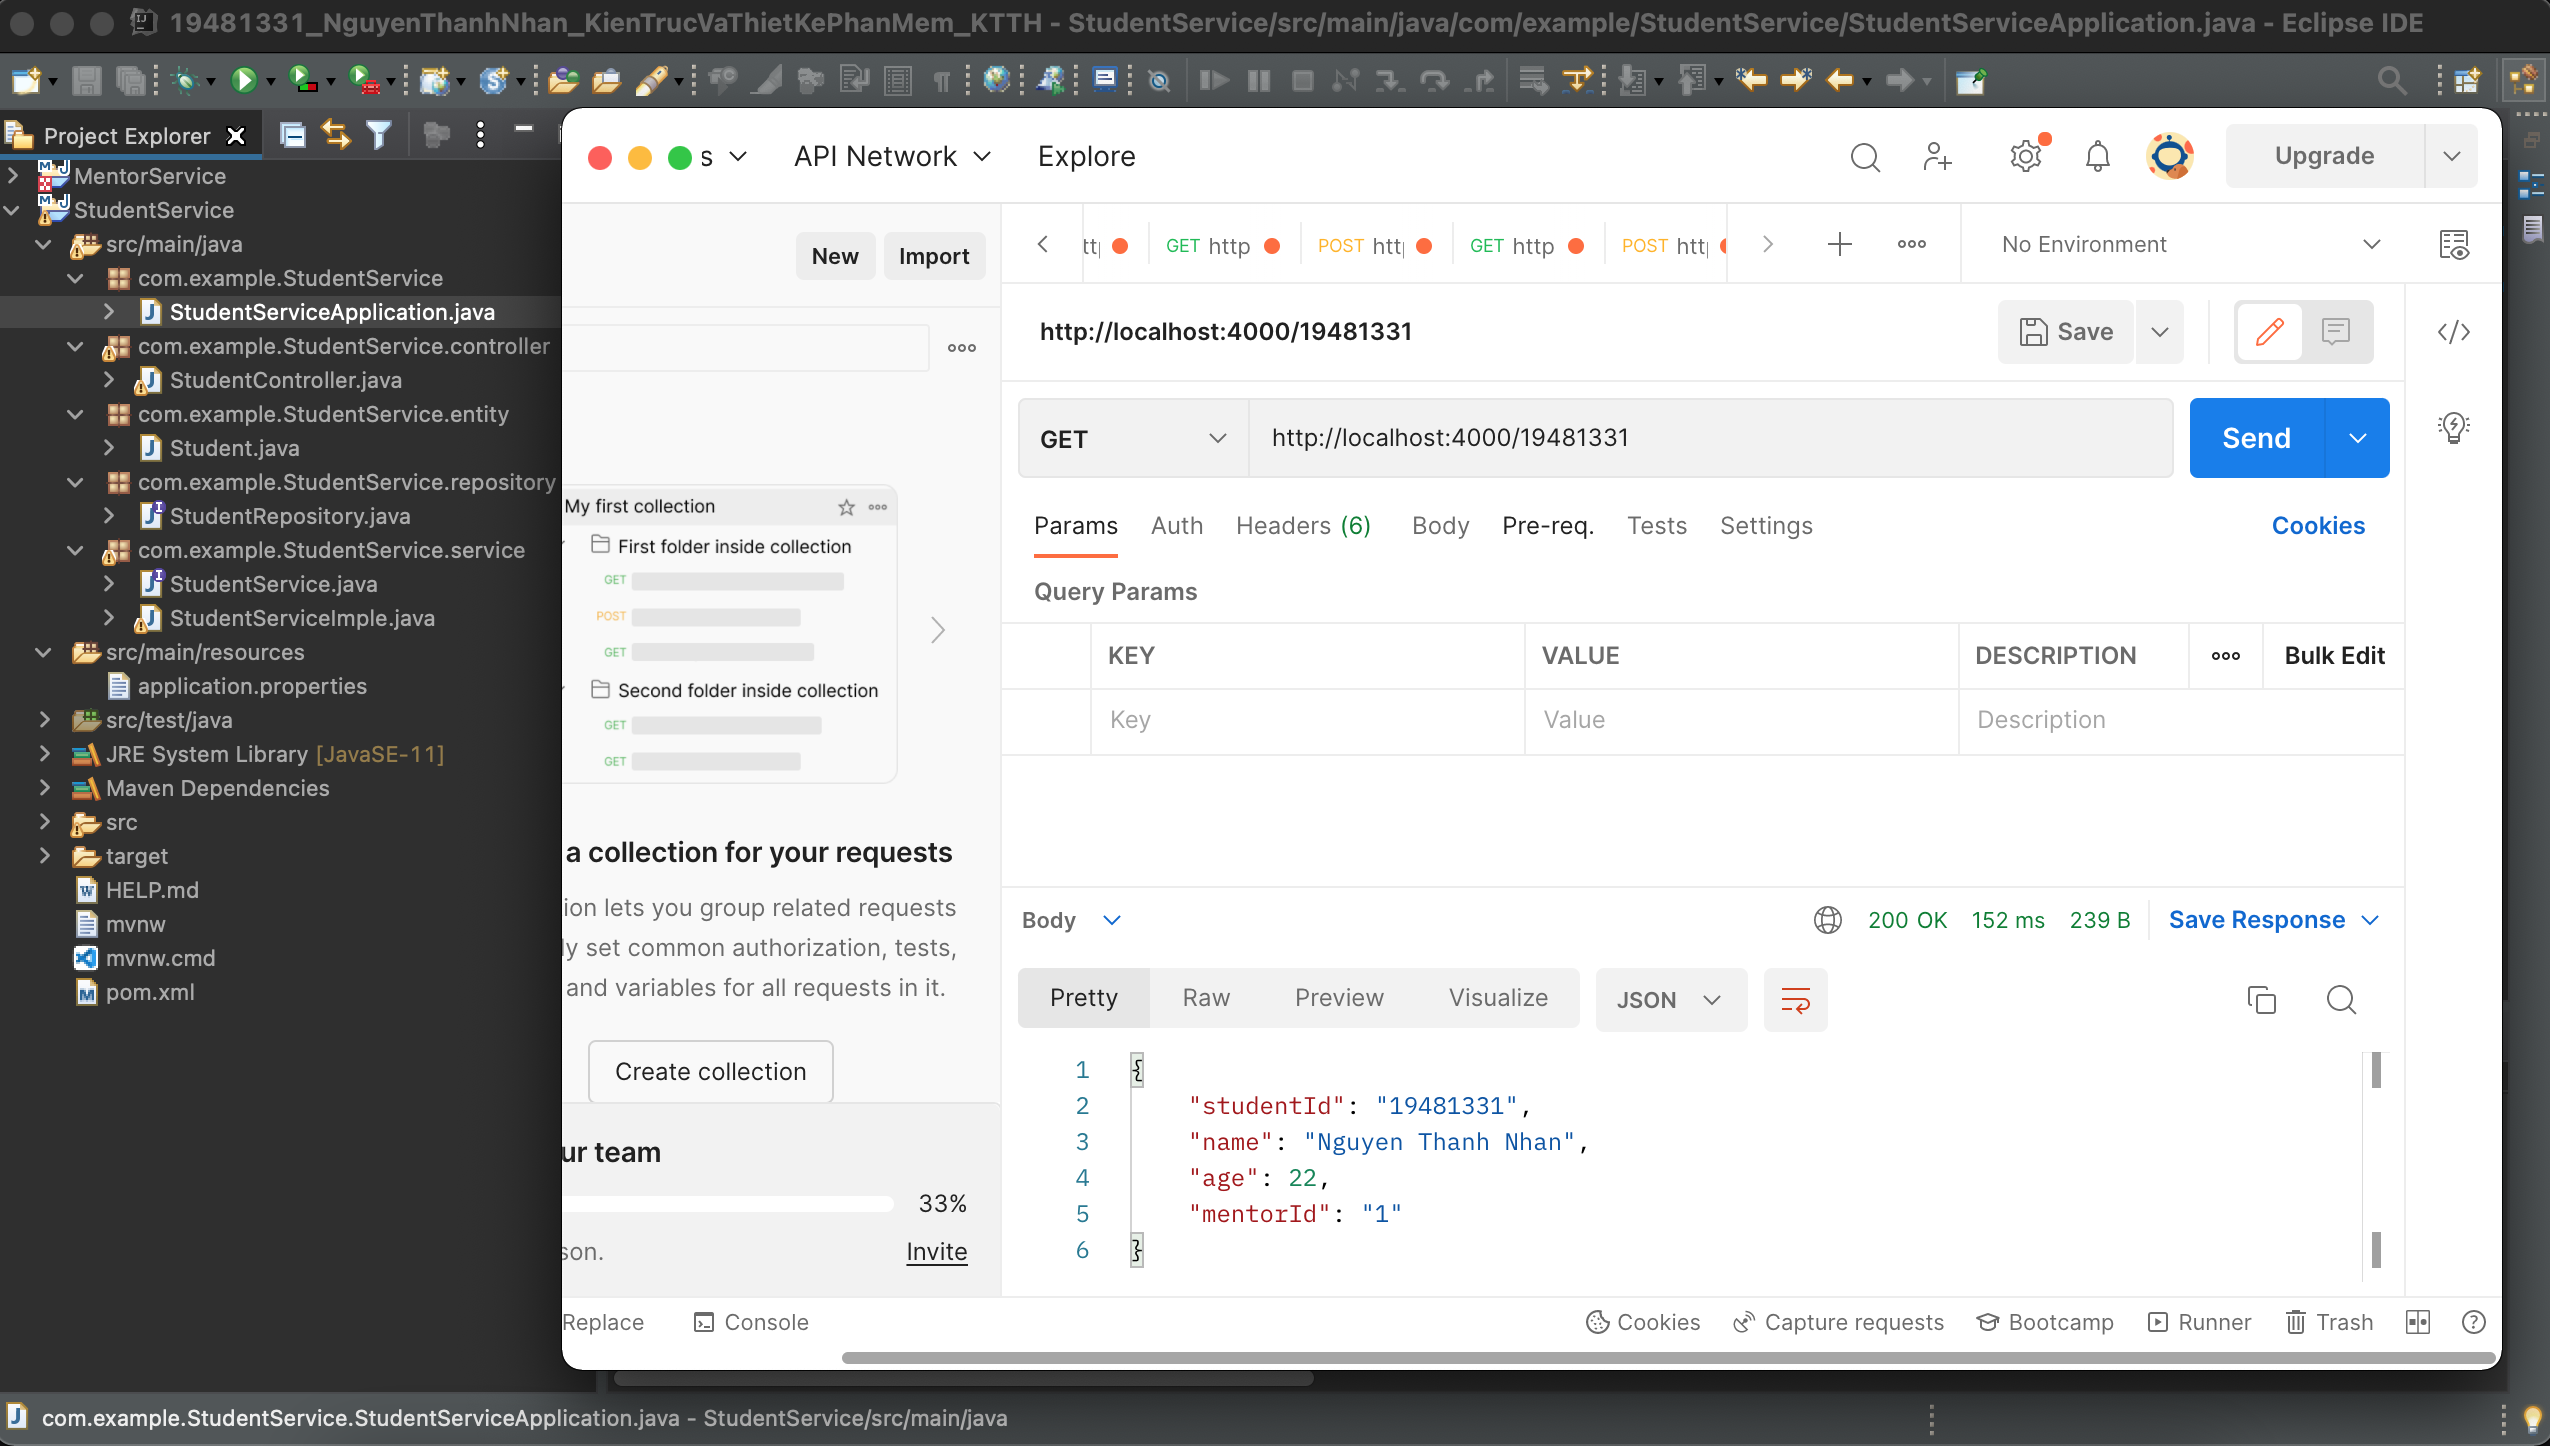 19481331_NguyenThanhNhan_KienTrucVaThietKePhanMem_KTTH - StudentService/src/main/java/com/example/StudentService/StudentServiceApplication.java - Eclipse IDE
Project Explorer
MentorService
StudentService
src/main/java
com.example.StudentService
StudentServiceApplication.java
com.example.StudentService.controller
StudentController.java
com.example.StudentService.entity
Student.java
com.example.StudentService.repository
StudentRepository.java
com.example.StudentService.service
StudentService.java
StudentServiceImple.java
src/main/resources
application.properties
src/test/java
JRE System Library [JavaSE-11]
Maven Dependencies
src
target
HELP.md
mvnw
mvnw.cmd
pom.xml
s API Network Explore Upgrade
New Import
GET http POST htt GET http POST htt No Environment
http://localhost:4000/19481331 Save
GET http://localhost:4000/19481331 Send
Params Auth Headers (6) Body Pre-req. Tests Settings Cookies
Query Params
KEY VALUE DESCRIPTION Bulk Edit
Key Value Description
My first collection
First folder inside collection
GET
POST
GET
Second folder inside collection
GET
GET
a collection for your requests
ion lets you group related requests
y set common authorization, tests,
and variables for all requests in it.
Create collection
ur team
33%
son. Invite
Body 200 OK 152 ms 239 B Save Response
Pretty Raw Preview Visualize JSON
1 {
2 "studentId": "19481331",
3 "name": "Nguyen Thanh Nhan",
4 "age": 22,
5 "mentorId": "1"
6 }
Replace Console Cookies Capture requests Bootcamp Runner Trash
com.example.StudentService.StudentServiceApplication.java - StudentService/src/main/java